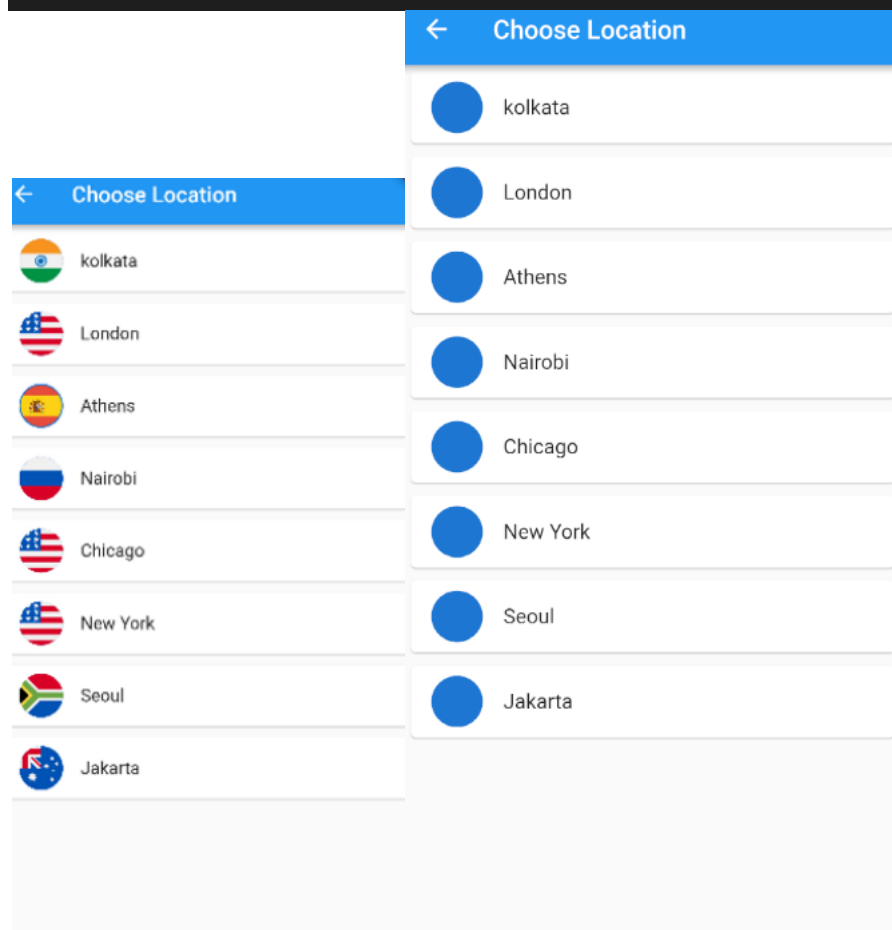 Choose Location
kolkata
London
Athens
Nairobi
Chicago
New York
Seoul
Jakarta
Choose Location
kolkata
London
Athens
Nairobi
Chicago
New York
Seoul
Jakarta